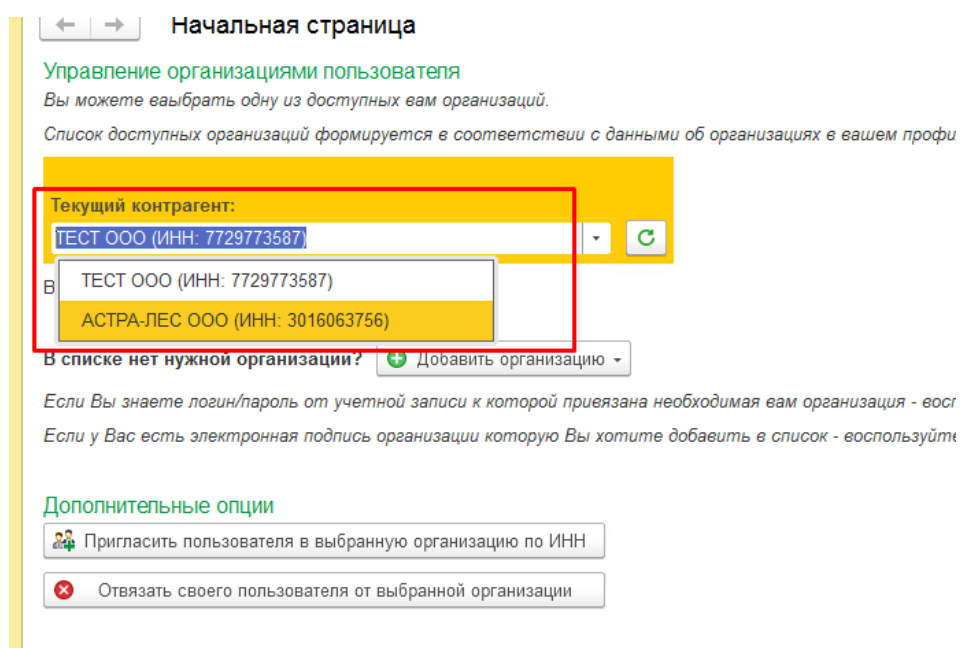 Начальная страница
Управление организациями пользователя
Вы можете ваыбрать одну из доступных вам организаций.
Список доступных организаций формируется в соответствии с данными об организациях в вашем профи
Текущий контрагент:
ТЕСТ ООО (ИНН: 7729773587)
ТЕСТ ООО (ИНН: 7729773587)
В
АСТРА-ЛЕС ООО (ИНН: 3016063756)
В списке нет нужной организации? Добавить организацию
Если Вы знаете логин/пароль от учетной записи к которой привязана необходимая вам организация - восп
Если у Вас есть электронная подпись организации которую Вы хотите добавить в список - воспользуйте
Дополнительные опции
Пригласить пользователя в выбранную организацию по ИНН
Отвязать своего пользователя от выбранной организации